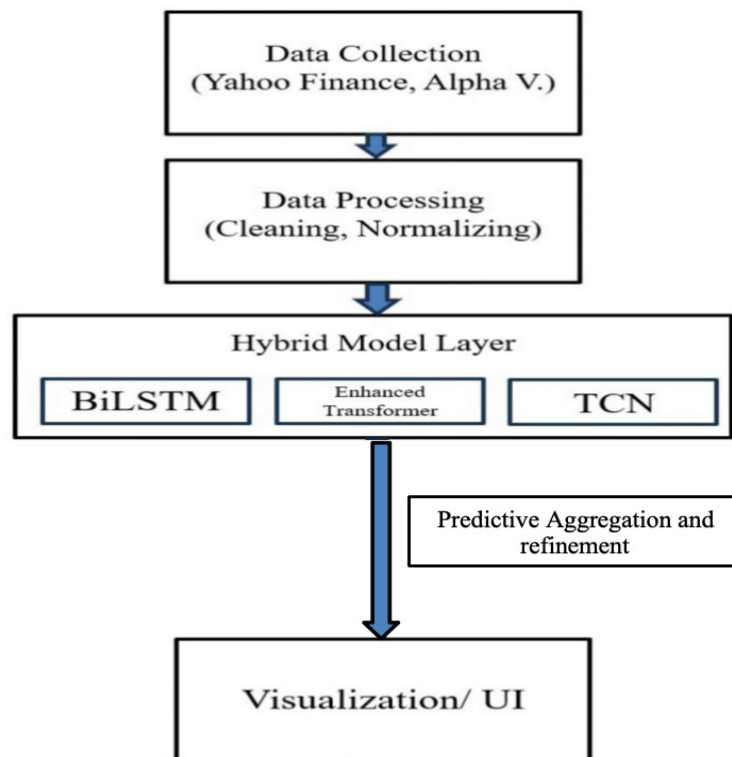 Data Collection
(Yahoo Finance, Alpha V.)
Data Processing
(Cleaning, Normalizing)
Hybrid Model Layer
BiLSTM
Enhanced
Transformer
TCN
Predictive Aggregation and
refinement
Visualization/ UI